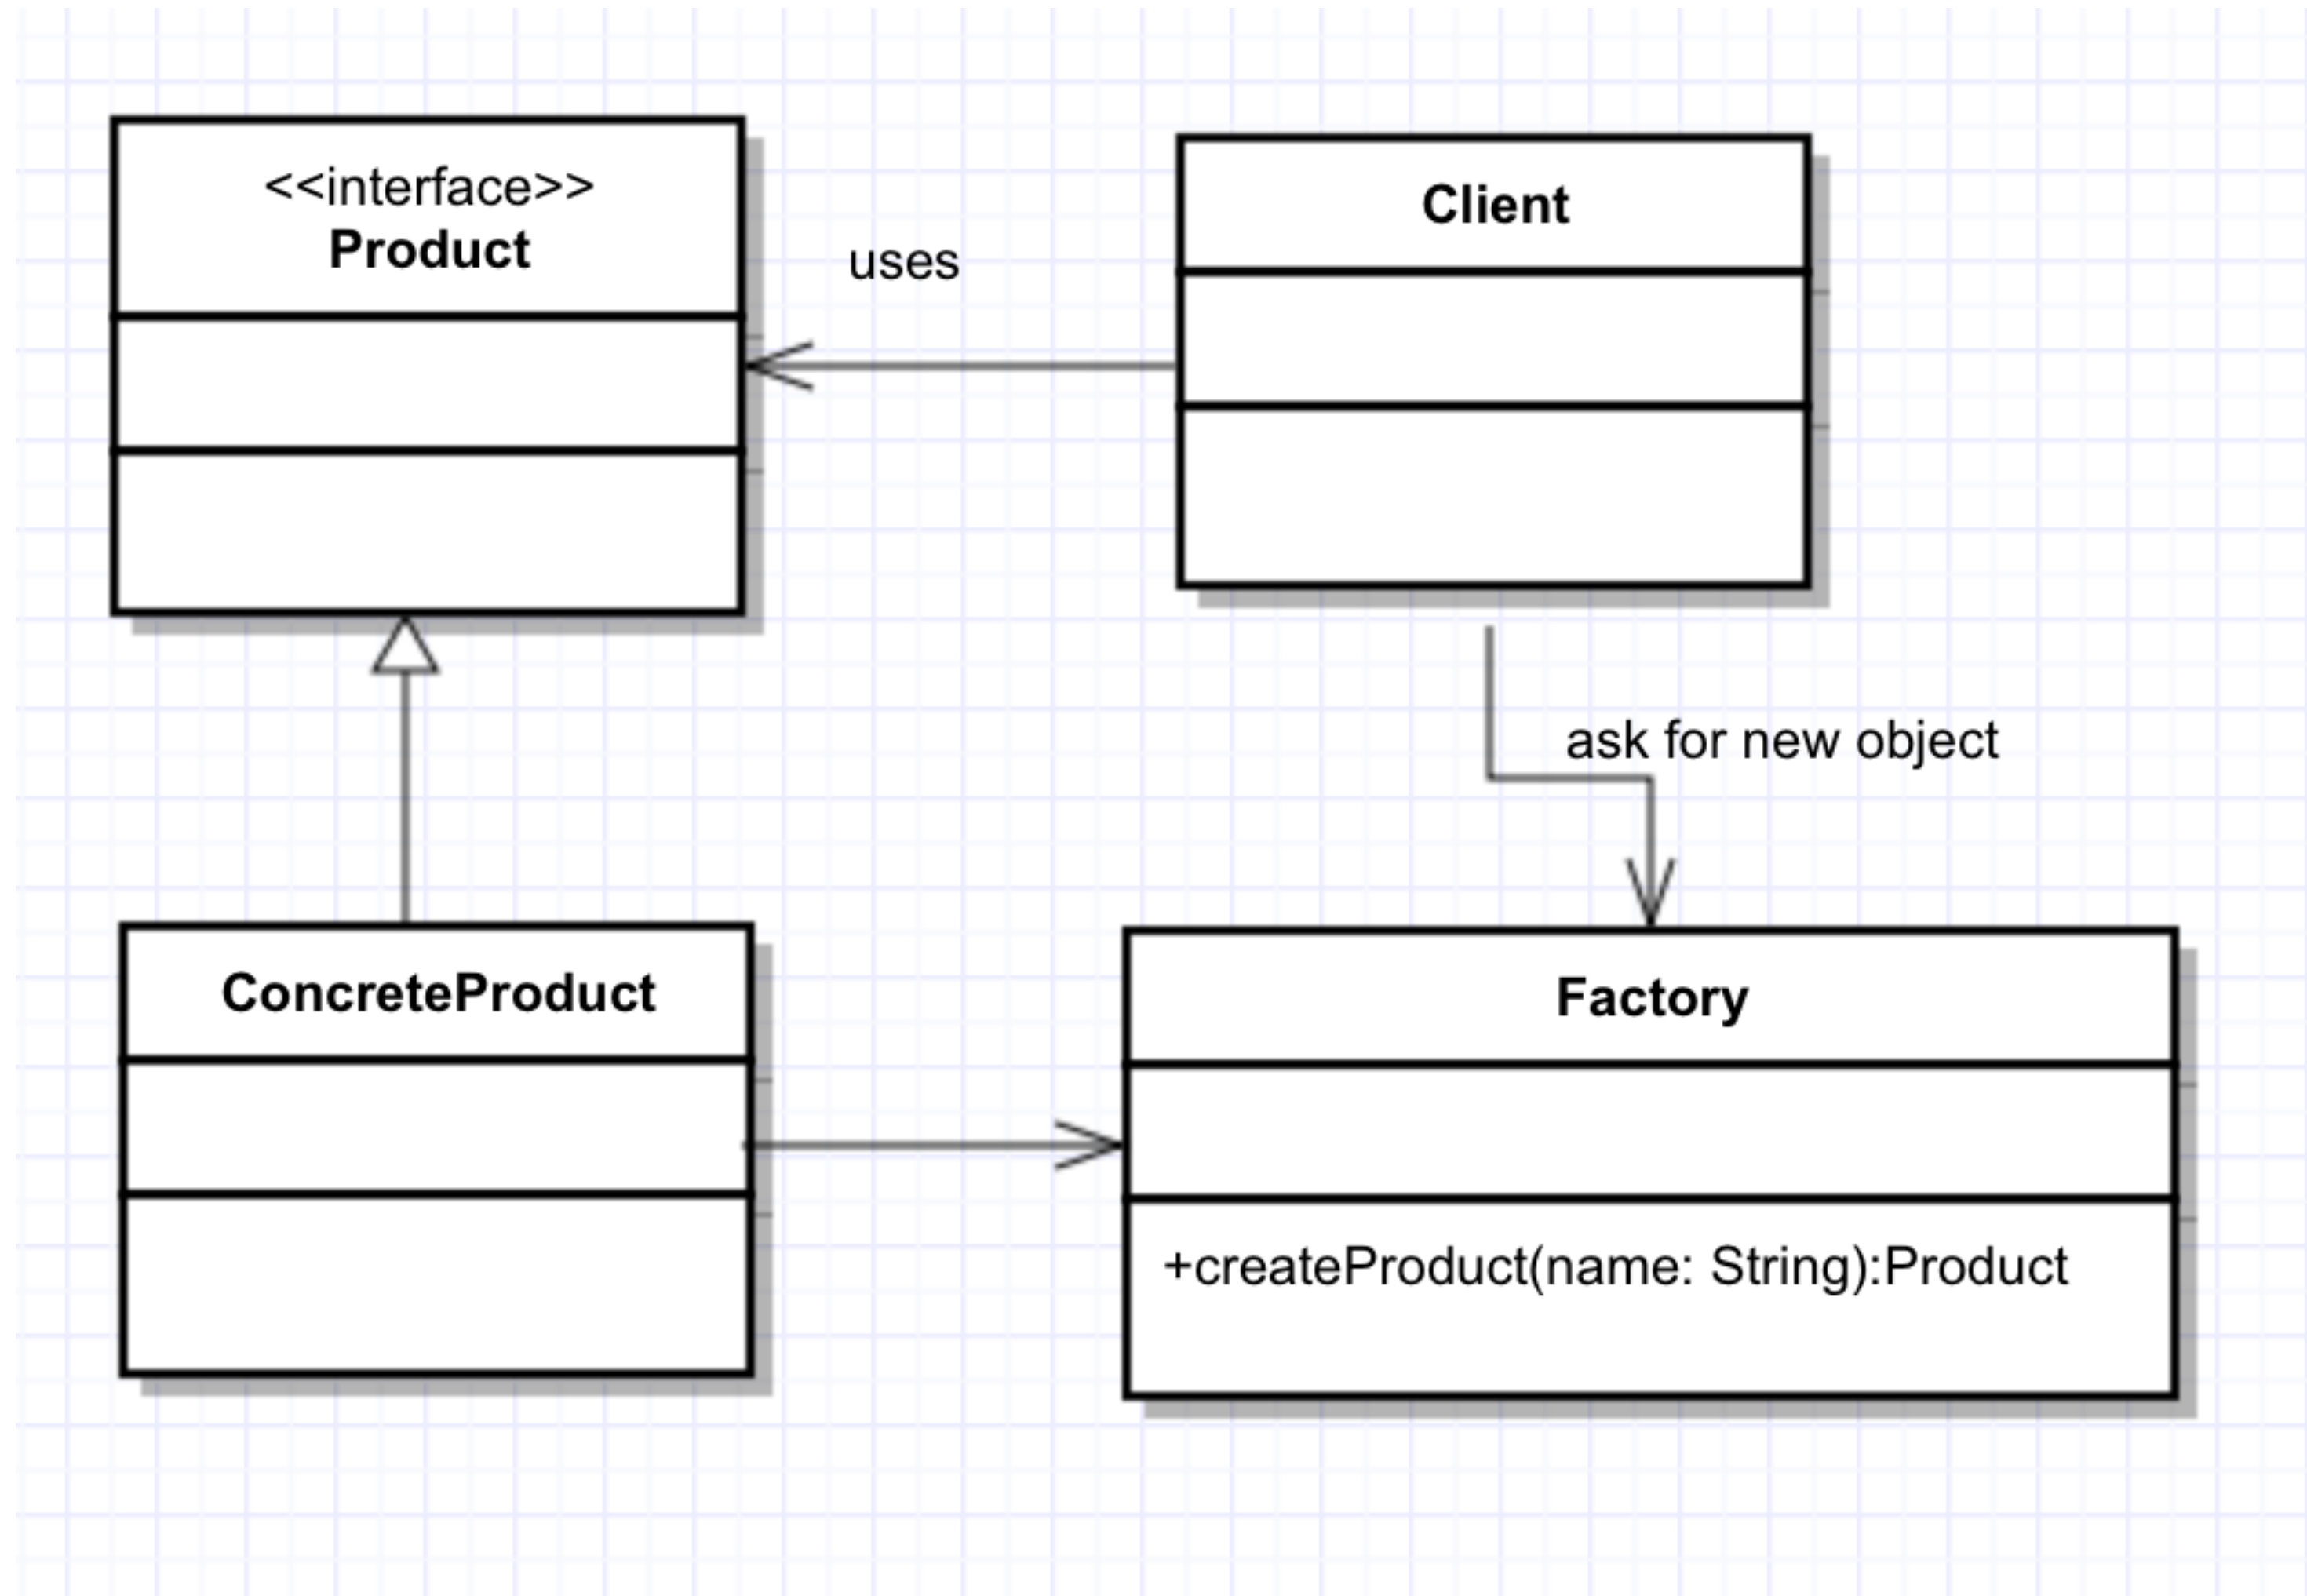 <<interface>>
Product
uses
Client
ask for new object
ConcreteProduct
Factory
+createProduct(name: String):Product